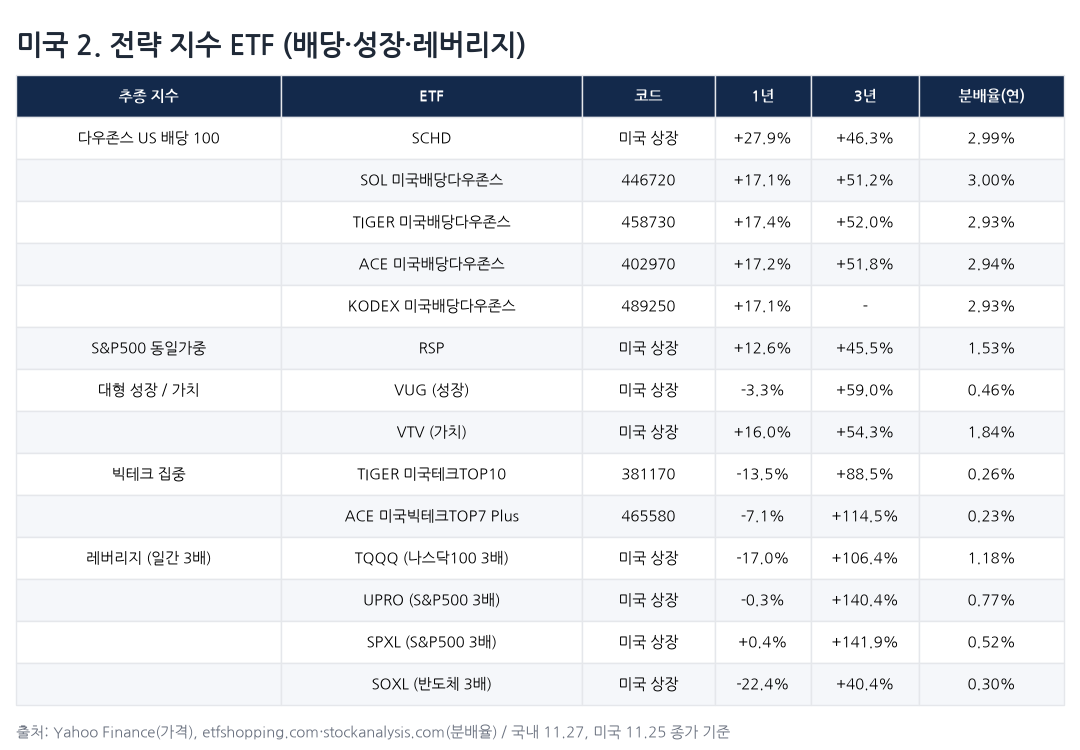 미국 2. 전략 지수 ETF (배당·성장·레버리지)
추종 지수 ETF 코드 1년 3년 분배율(연)
다우존스 US 배당 100 SCHD 미국 상장 +27.9% +46.3% 2.99%
SOL 미국배당다우존스 446720 +17.1% +51.2% 3.00%
TIGER 미국배당다우존스 458730 +17.4% +52.0% 2.93%
ACE 미국배당다우존스 402970 +17.2% +51.8% 2.94%
KODEX 미국배당다우존스 489250 +17.1% - 2.93%
S&P500 동일가중 RSP 미국 상장 +12.6% +45.5% 1.53%
대형 성장 / 가치 VUG (성장) 미국 상장 -3.3% +59.0% 0.46%
VTV (가치) 미국 상장 +16.0% +54.3% 1.84%
빅테크 집중 TIGER 미국테크TOP10 381170 -13.5% +88.5% 0.26%
ACE 미국빅테크TOP7 Plus 465580 -7.1% +114.5% 0.23%
레버리지 (일간 3배) TQQQ (나스닥100 3배) 미국 상장 -17.0% +106.4% 1.18%
UPRO (S&P500 3배) 미국 상장 -0.3% +140.4% 0.77%
SPXL (S&P500 3배) 미국 상장 +0.4% +141.9% 0.52%
SOXL (반도체 3배) 미국 상장 -22.4% +40.4% 0.30%
출처: Yahoo Finance(가격), etfshopping.com·stockanalysis.com(분배율) / 국내 11.27, 미국 11.25 종가 기준